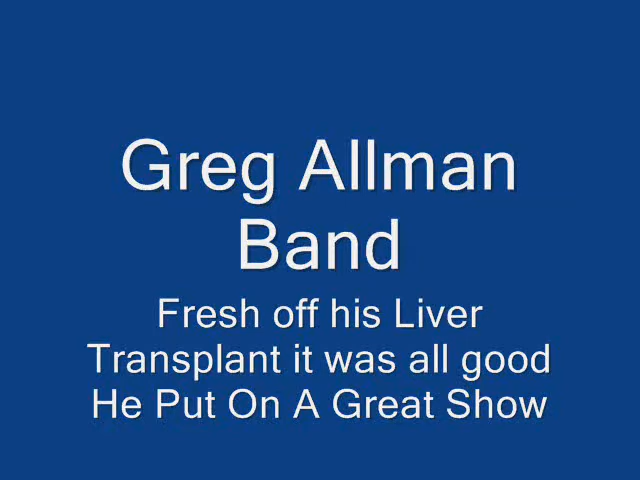 Greg Allman
Band
Fresh off his Liver
Transplant it was all good
He Put On A Great Show